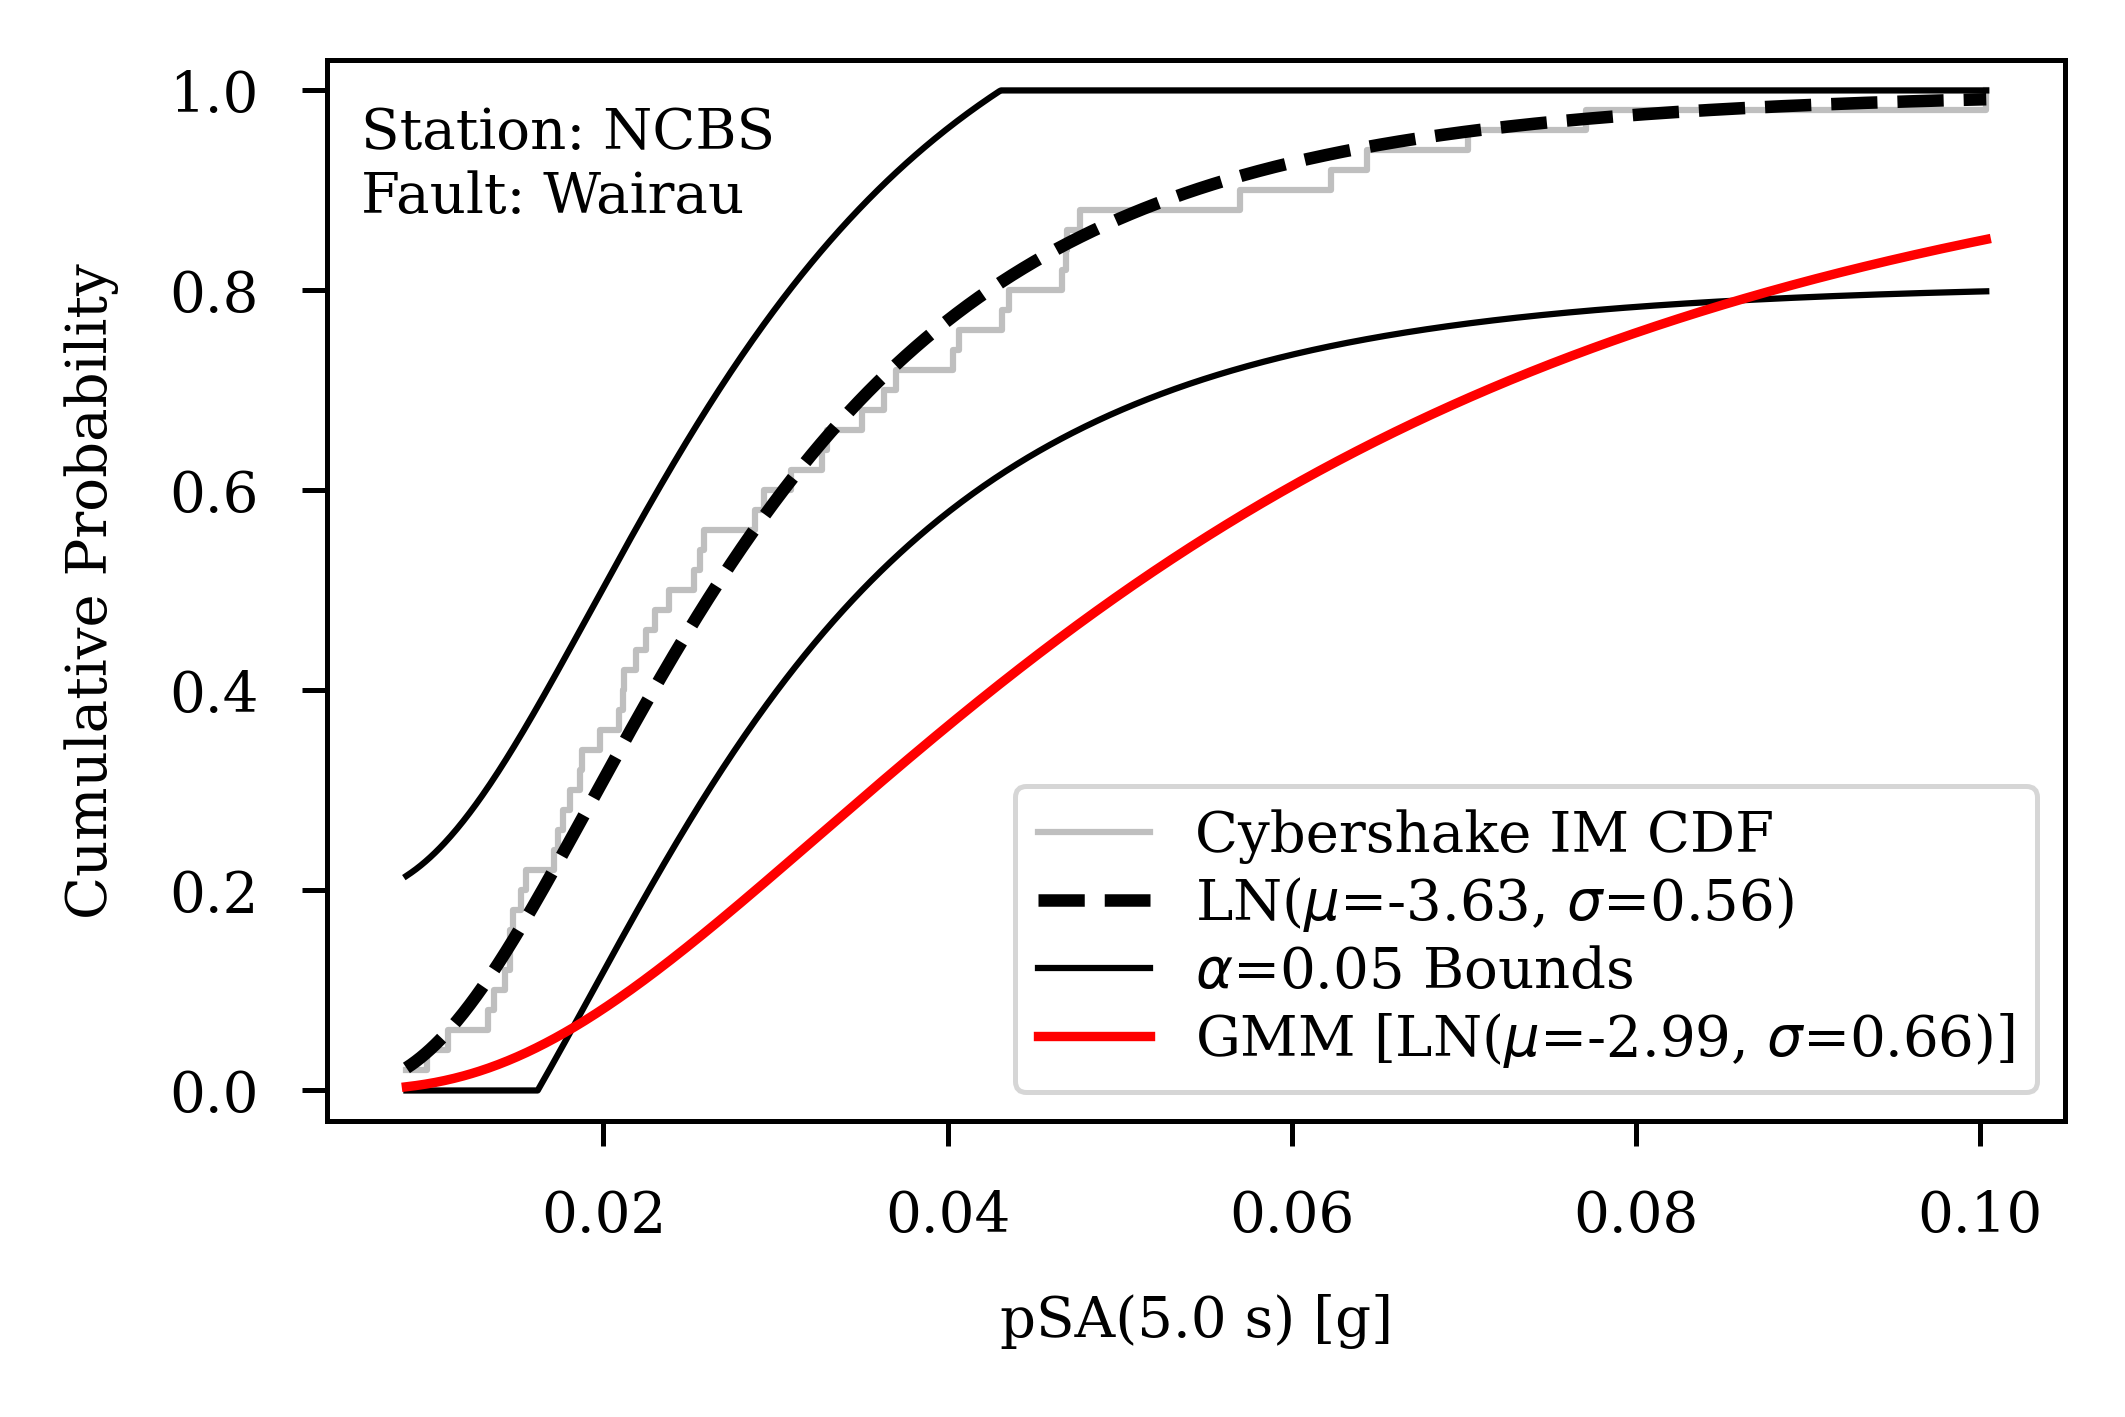 Station: NCBS
Fault: Wairau
Cumulative Probability
1.0
0.8
0.6
0.4
0.2
0.0
Cybershake IM CDF
LN(μ=-3.63, σ=0.56)
α=0.05 Bounds
GMM [LN(μ=-2.99, σ=0.66)]
0.02 0.04 0.06 0.08 0.10
pSA(5.0 s) [g]